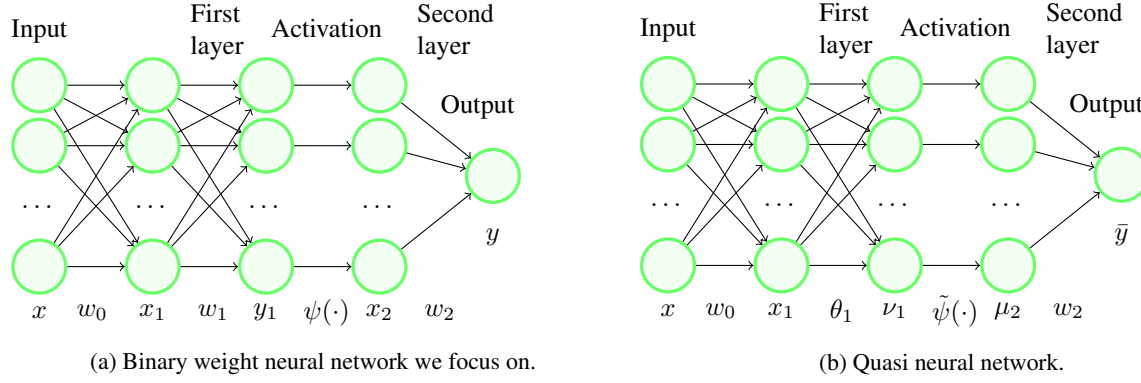 Input
First
layer
Activation
Second
layer
Output
...
...
...
...
y
x w₀ x₁ w₁ y₁ ψ(·) x₂ w₂
(a) Binary weight neural network we focus on.
Input
First
layer
Activation
Second
layer
Output
...
...
...
...
ȳ
x w₀ x₁ θ₁ ν₁ ψ̃(·) μ₂ w₂
(b) Quasi neural network.